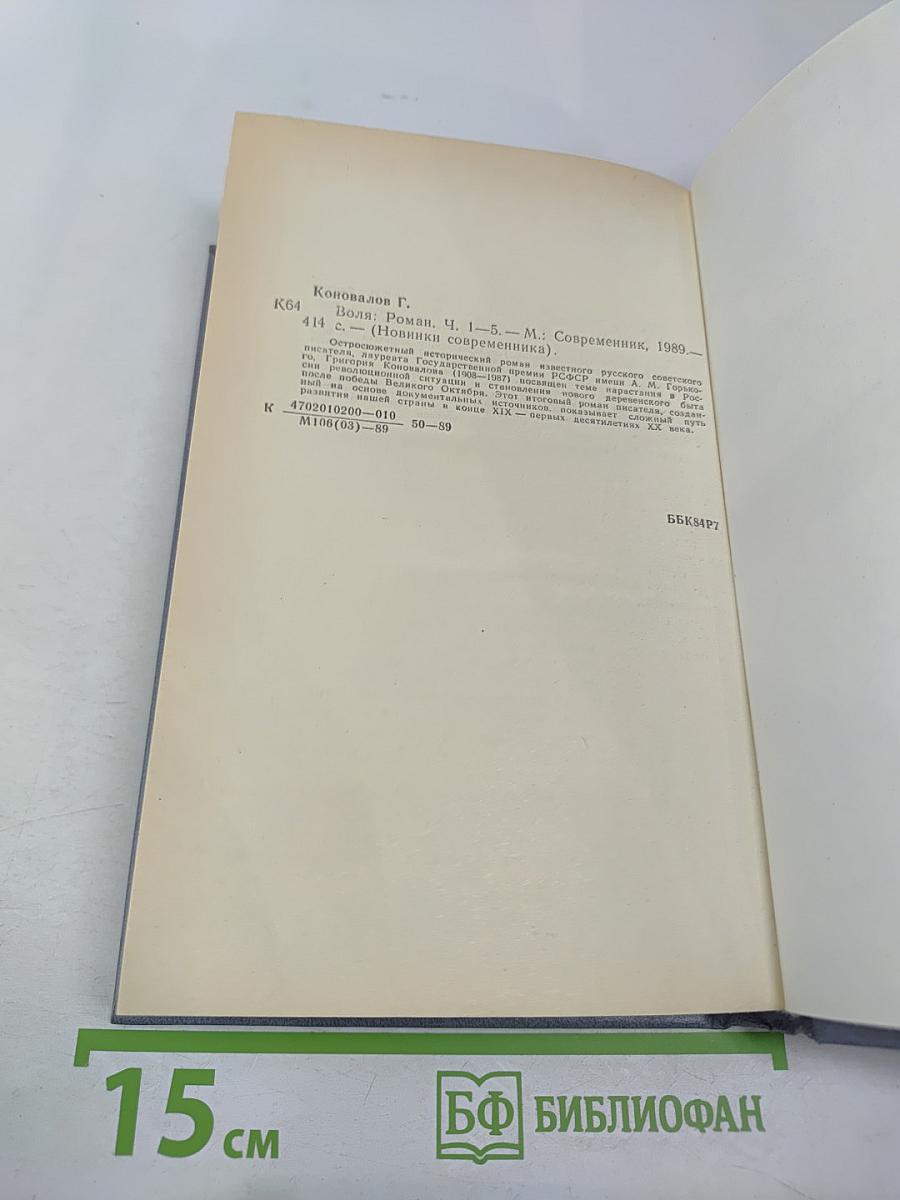 Коновалов Г.
К64 Воля: Роман. Ч. 1—5. — М.: Современник, 1989.—
414 с. — (Новинки современника).
Остросюжетный исторический роман известного русского советского
писателя, лауреата Государственной премии РСФСР имени А. М. Горько-
го, Григория Коновалова (1908—1987) посвящен теме нарастания в Рос-
сии революционной ситуации и становления нового деревенского быта
после победы Великого Октября. Этот итоговый роман писателя, создан-
ный на основе документальных источников, показывает сложный путь
развития нашей страны в конце XIX — первых десятилетиях XX века.
К 4702010200—010
М106(03)—89 50—89
ББК84Р7
15 см
БФ БИБЛИОФАН